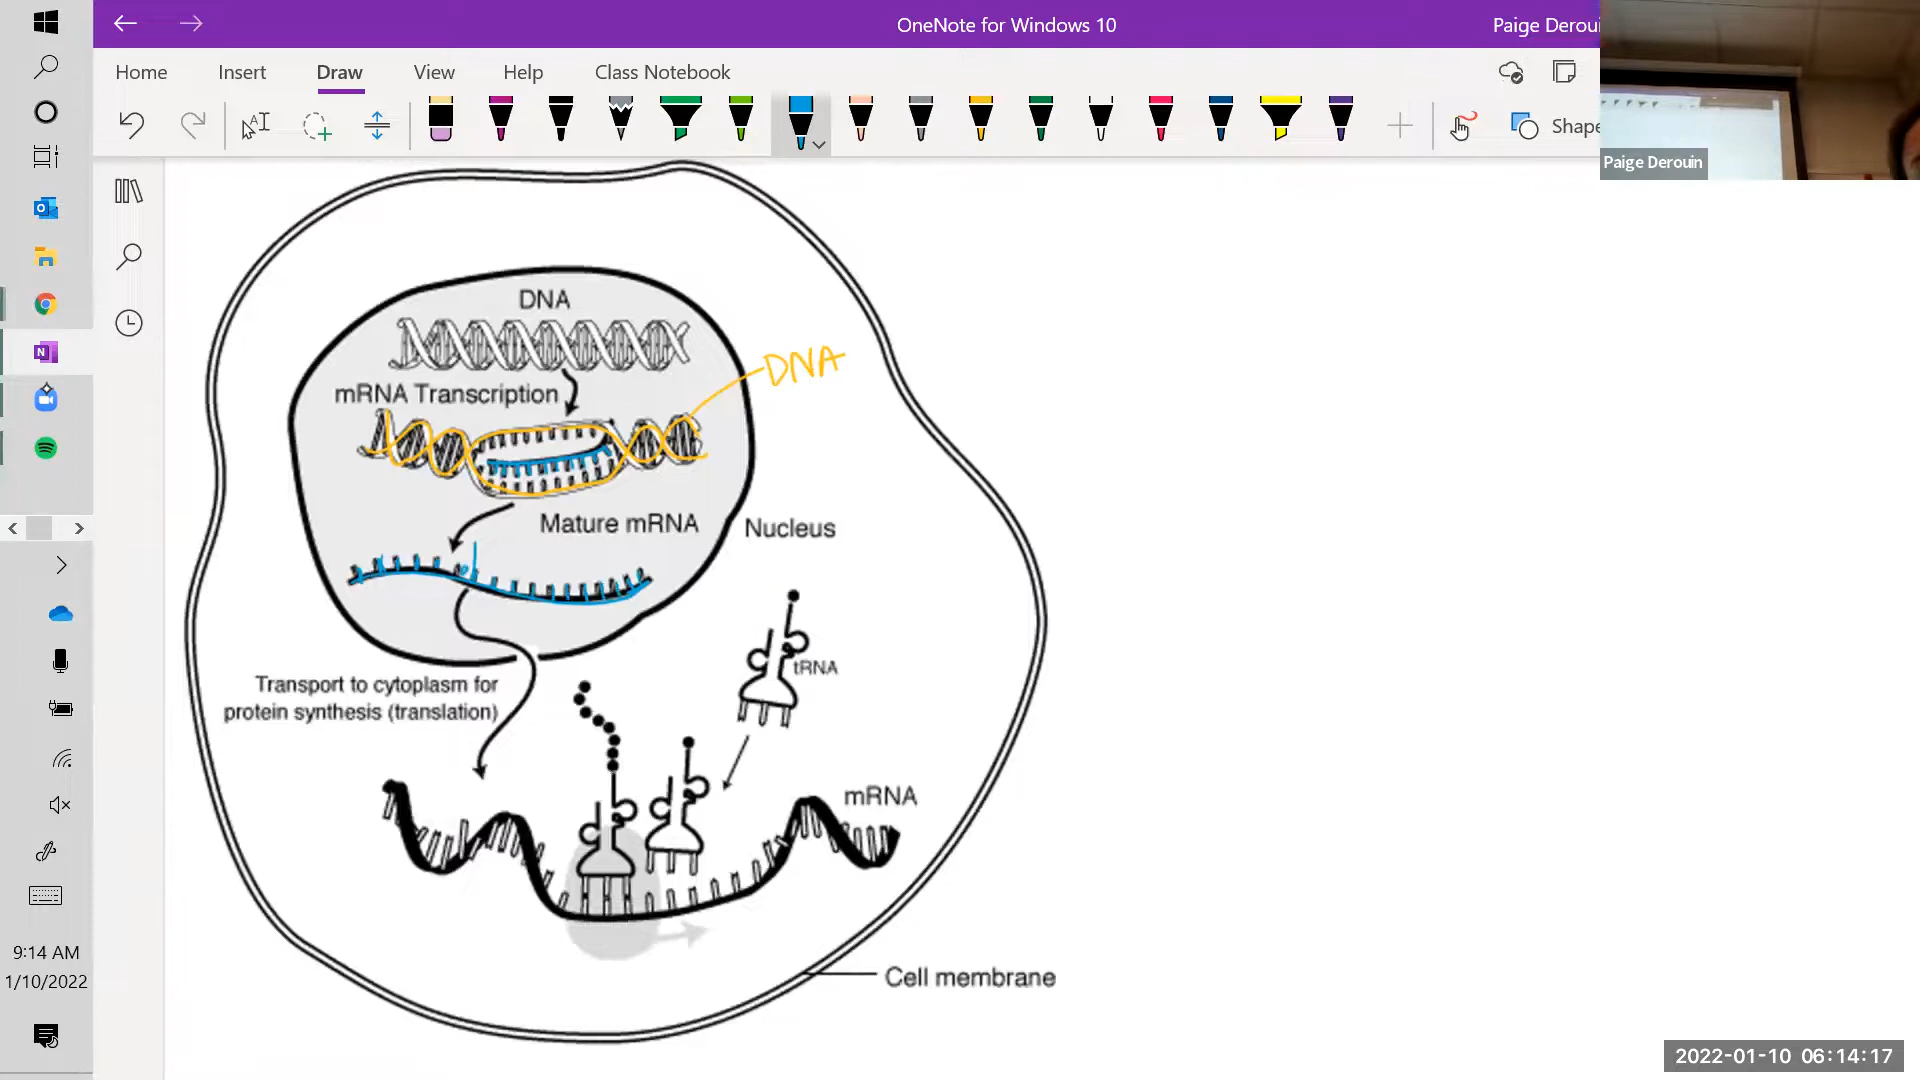 OneNote for Windows 10
Paige Deroui
Home Insert Draw View Help Class Notebook
Shape
Paige Derouin
DNA
mRNA Transcription
DNA
Mature mRNA
Nucleus
tRNA
Transport to cytoplasm for
protein synthesis (translation)
mRNA
Cell membrane
9:14 AM
1/10/2022
2022-01-10 06:14:17